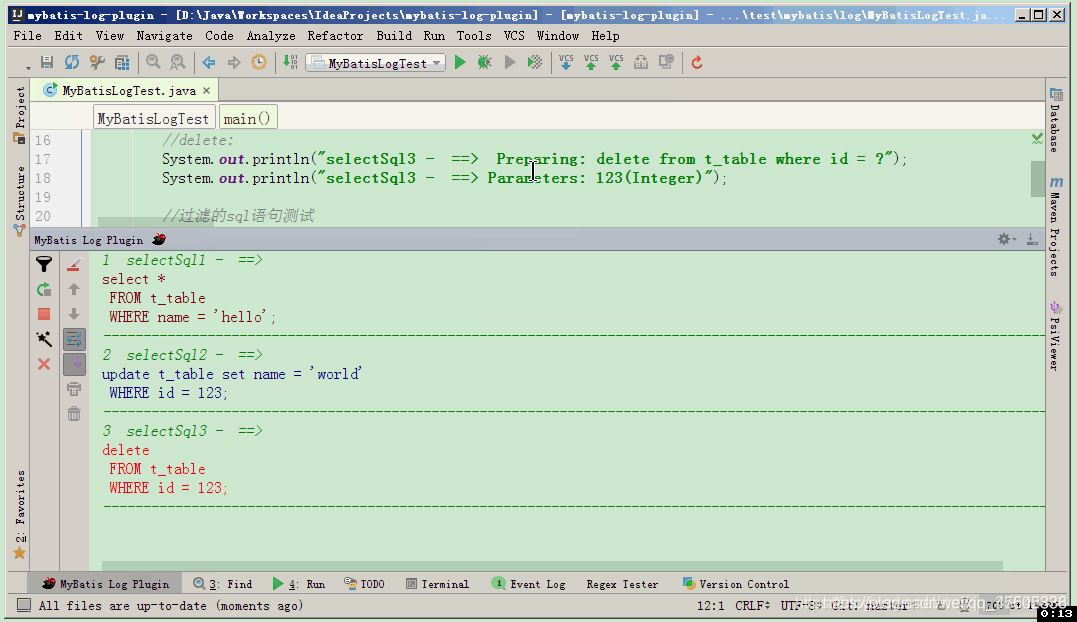 mybatis-log-plugin - [D:\Java\Workspaces\IdeaProjects\mybatis-log-plugin] - [mybatis-log-plugin] - ...\test\mybatis\log\MyBatisLogTest.ja...
File Edit View Navigate Code Analyze Refactor Build Run Tools VCS Window Help
MyBatisLogTest VCS VCS VCS
MyBatisLogTest.java ×
MyBatisLogTest main()
16 //delete:
17 System.out.println("selectSql3 - ==> Preparing: delete from t_table where id = ?");
18 System.out.println("selectSql3 - ==> Parameters: 123(Integer)");
19
20 //过滤的sql语句测试
Project
Structure
2: Favorites
Database
Maven Projects
PsiViewer
MyBatis Log Plugin
1 selectSql1 - ==>
select *
FROM t_table
WHERE name = 'hello';
2 selectSql2 - ==>
update t_table set name = 'world'
WHERE id = 123;
3 selectSql3 - ==>
delete
FROM t_table
WHERE id = 123;
MyBatis Log Plugin 3: Find 4: Run TODO Terminal 1 Event Log Regex Tester Version Control
All files are up-to-date (moments ago) 12:1 CRLF UTF-8
0:13